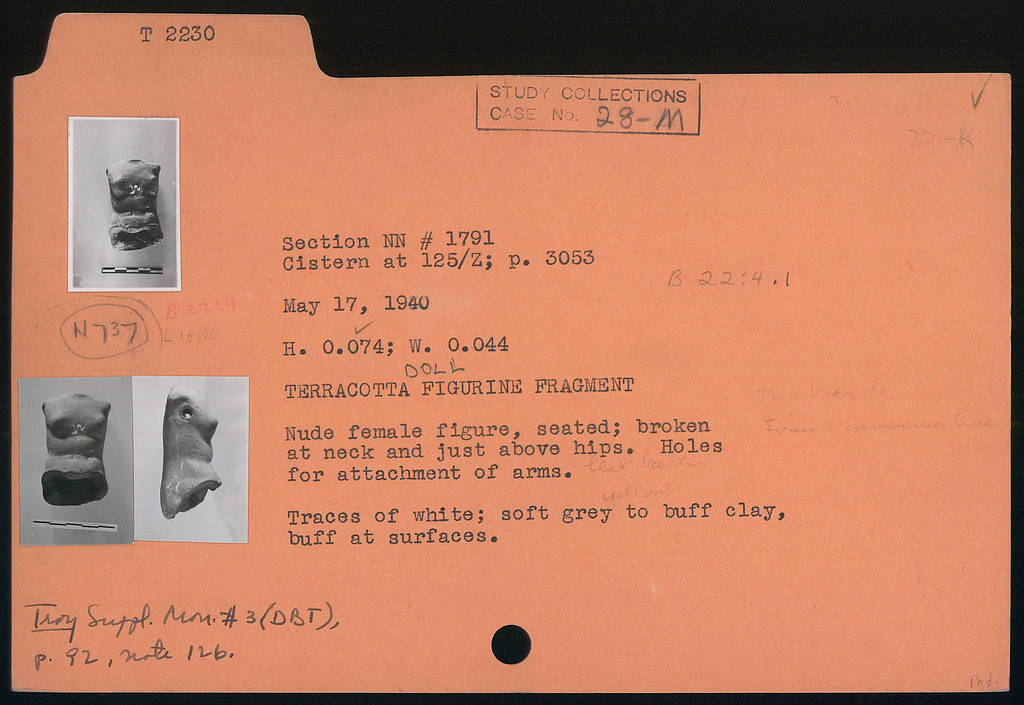 T 2230
STUDY COLLECTIONS
CASE No. 28-M
22-K
Section NN # 1791
Cistern at 125/Z; p. 3053
B 22:4.1
May 17, 1940
N 737
B 22:4
H. 0.074; W. 0.044
DOLL
TERRACOTTA FIGURINE FRAGMENT
Nude female figure, seated; broken
at neck and just above hips. Holes
for attachment of arms. flat back
yellow
Traces of white; soft grey to buff clay,
buff at surfaces.
Troy Suppl. Mon. # 3 (DBT),
p. 92, note 126.
ind.